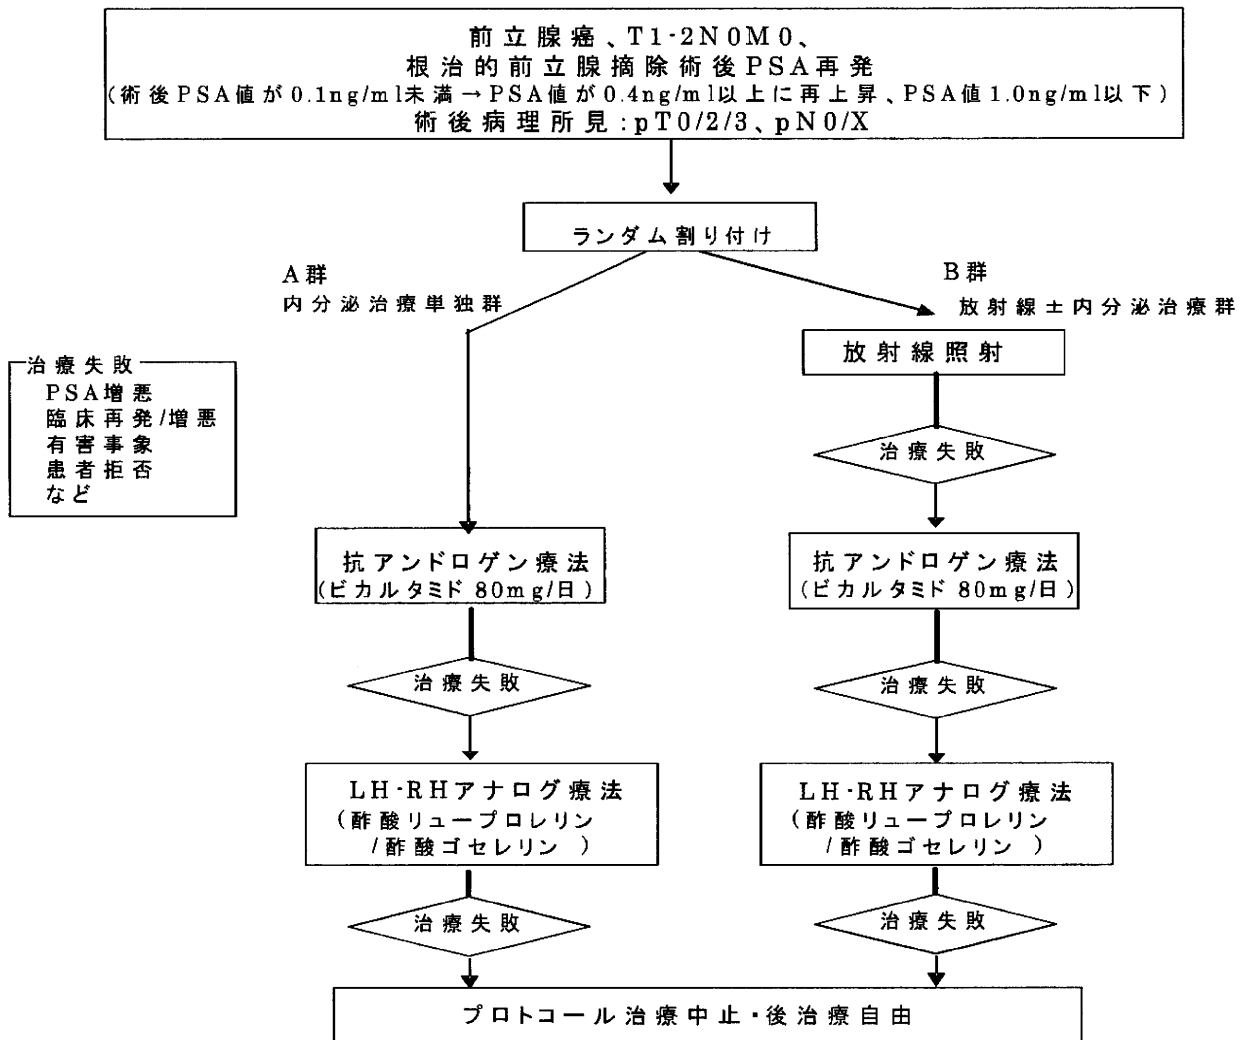 前立腺癌、T1-2N0M0、
根治的前立腺摘除術後PSA再発
(術後PSA値が0.1ng/ml未満→PSA値が0.4ng/ml以上に再上昇、PSA値1.0ng/ml以下)
術後病理所見:pT0/2/3、pN0/X
ランダム割り付け
A群
内分泌治療単独群
B群
放射線±内分泌治療群
治療失敗
PSA増悪
臨床再発/増悪
有害事象
患者拒否
など
放射線照射
治療失敗
抗アンドロゲン療法
(ビカルタミド 80mg/日)
抗アンドロゲン療法
(ビカルタミド 80mg/日)
治療失敗
治療失敗
LH-RHアナログ療法
(酢酸リュープロレリン
/酢酸ゴセレリン )
LH-RHアナログ療法
(酢酸リュープロレリン
/酢酸ゴセレリン )
治療失敗
治療失敗
プロトコール治療中止・後治療自由